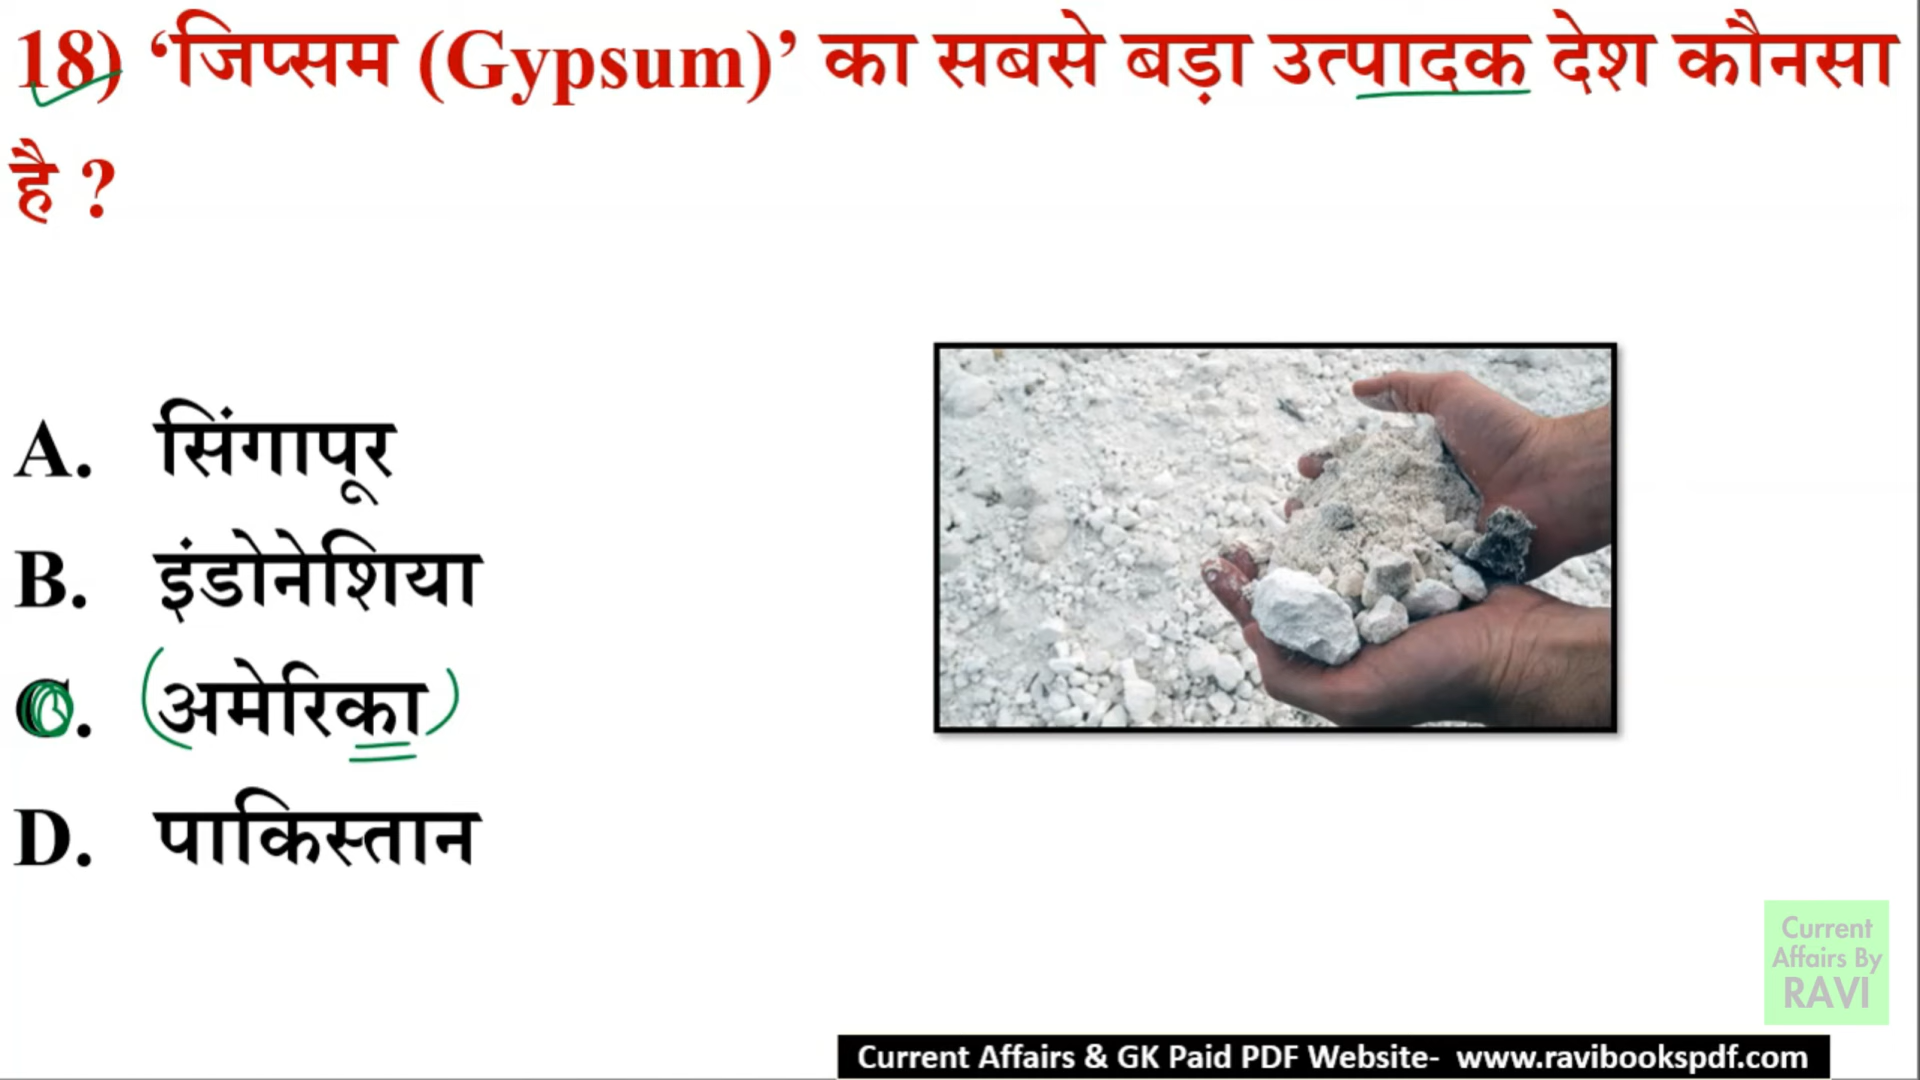 18) ‘जिप्सम (Gypsum)’ का सबसे बड़ा उत्पादक देश कौनसा
है ?
A. सिंगापूर
B. इंडोनेशिया
C. अमेरिका
D. पाकिस्तान
Current
Affairs By
RAVI
Current Affairs & GK Paid PDF Website- www.ravibookspdf.com